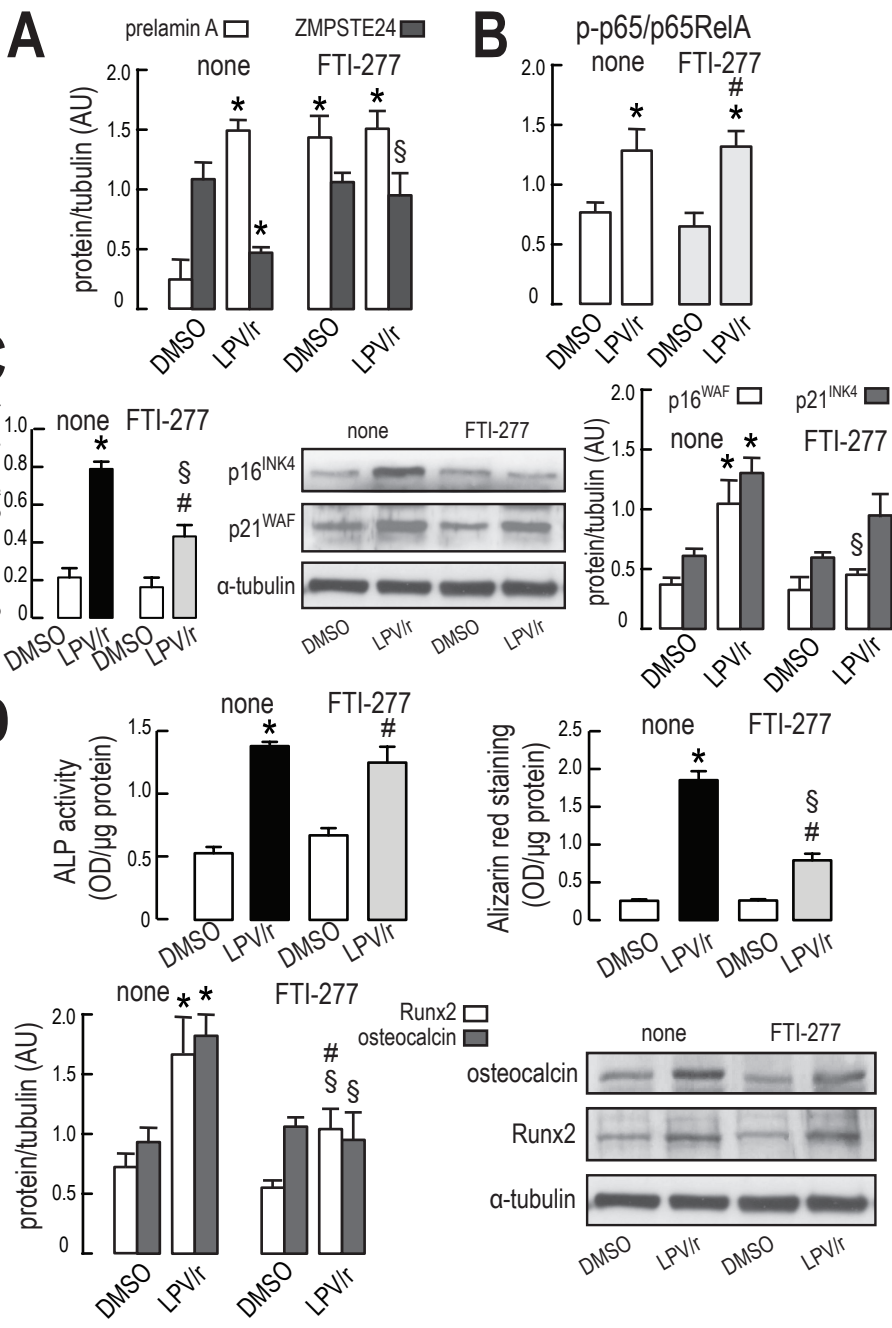 A
prelamin A ZMPSTE24
none FTI-277
protein/tubulin (AU)
2.0
1.5
1.0
0.5
0
* * * * §
DMSO LPV/r DMSO LPV/r
B
p-p65/p65RelA
none FTI-277
2.0
1.5
1.0
0.5
0
* # *
DMSO LPV/r DMSO LPV/r
C
none FTI-277
1.0
0.8
0.6
0.4
0.2
0
* § #
DMSO LPV/r DMSO LPV/r
none FTI-277
p16INK4
p21WAF
α-tubulin
DMSO LPV/r DMSO LPV/r
p16WAF p21INK4
none FTI-277
protein/tubulin (AU)
2.0
1.5
1.0
0.5
0
* * §
DMSO LPV/r DMSO LPV/r
none FTI-277
ALP activity
(OD/µg protein)
1.5
1.0
0.5
0
* #
DMSO LPV/r DMSO LPV/r
none FTI-277
Alizarin red staining
(OD/µg protein)
2.5
2.0
1.5
1.0
0.5
0
* § #
DMSO LPV/r DMSO LPV/r
none FTI-277
Runx2
osteocalcin
protein/tubulin (AU)
2.0
1.5
1.0
0.5
0
* * # § §
DMSO LPV/r DMSO LPV/r
none FTI-277
osteocalcin
Runx2
α-tubulin
DMSO LPV/r DMSO LPV/r